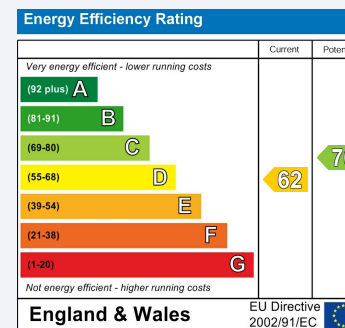 Energy Efficiency Rating
Current
Very energy efficient - lower running costs
(92 plus) A
(81-91) B
(69-80) C
(55-68) D
62
(39-54) E
(21-38) F
(1-20) G
Not energy efficient - higher running costs
England & Wales
EU Directive
2002/91/EC